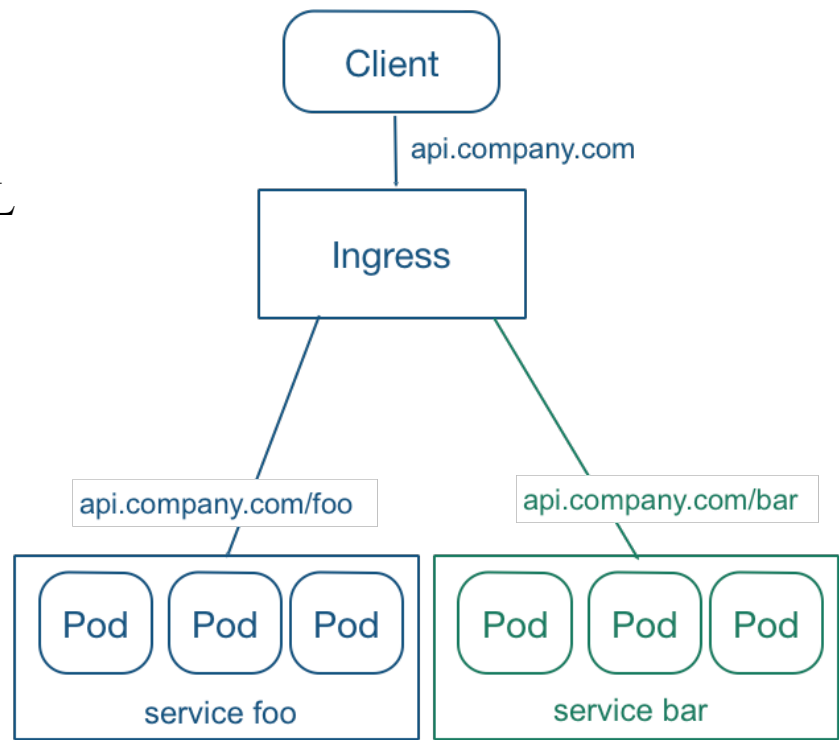 Client
api.company.com
L
Ingress
api.company.com/foo
api.company.com/bar
Pod Pod Pod
Pod Pod Pod
service foo
service bar